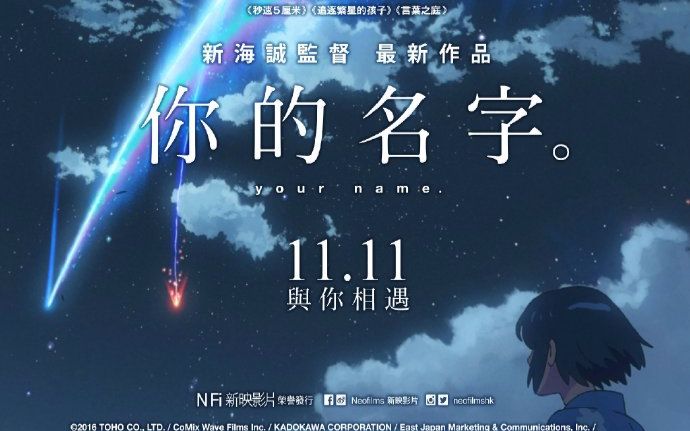 《秒速5厘米》《追逐繁星的孩子》《言葉之庭》
新海誠監督 最新作品
你的名字。
your name.
11.11
與你相遇
NFi 新映影片 榮譽發行 Neofilms 新映影片 neofilmshk
©2016 TOHO CO., LTD. / CoMix Wave Films Inc. / KADOKAWA CORPORATION / East Japan Marketing & Communications, Inc. /